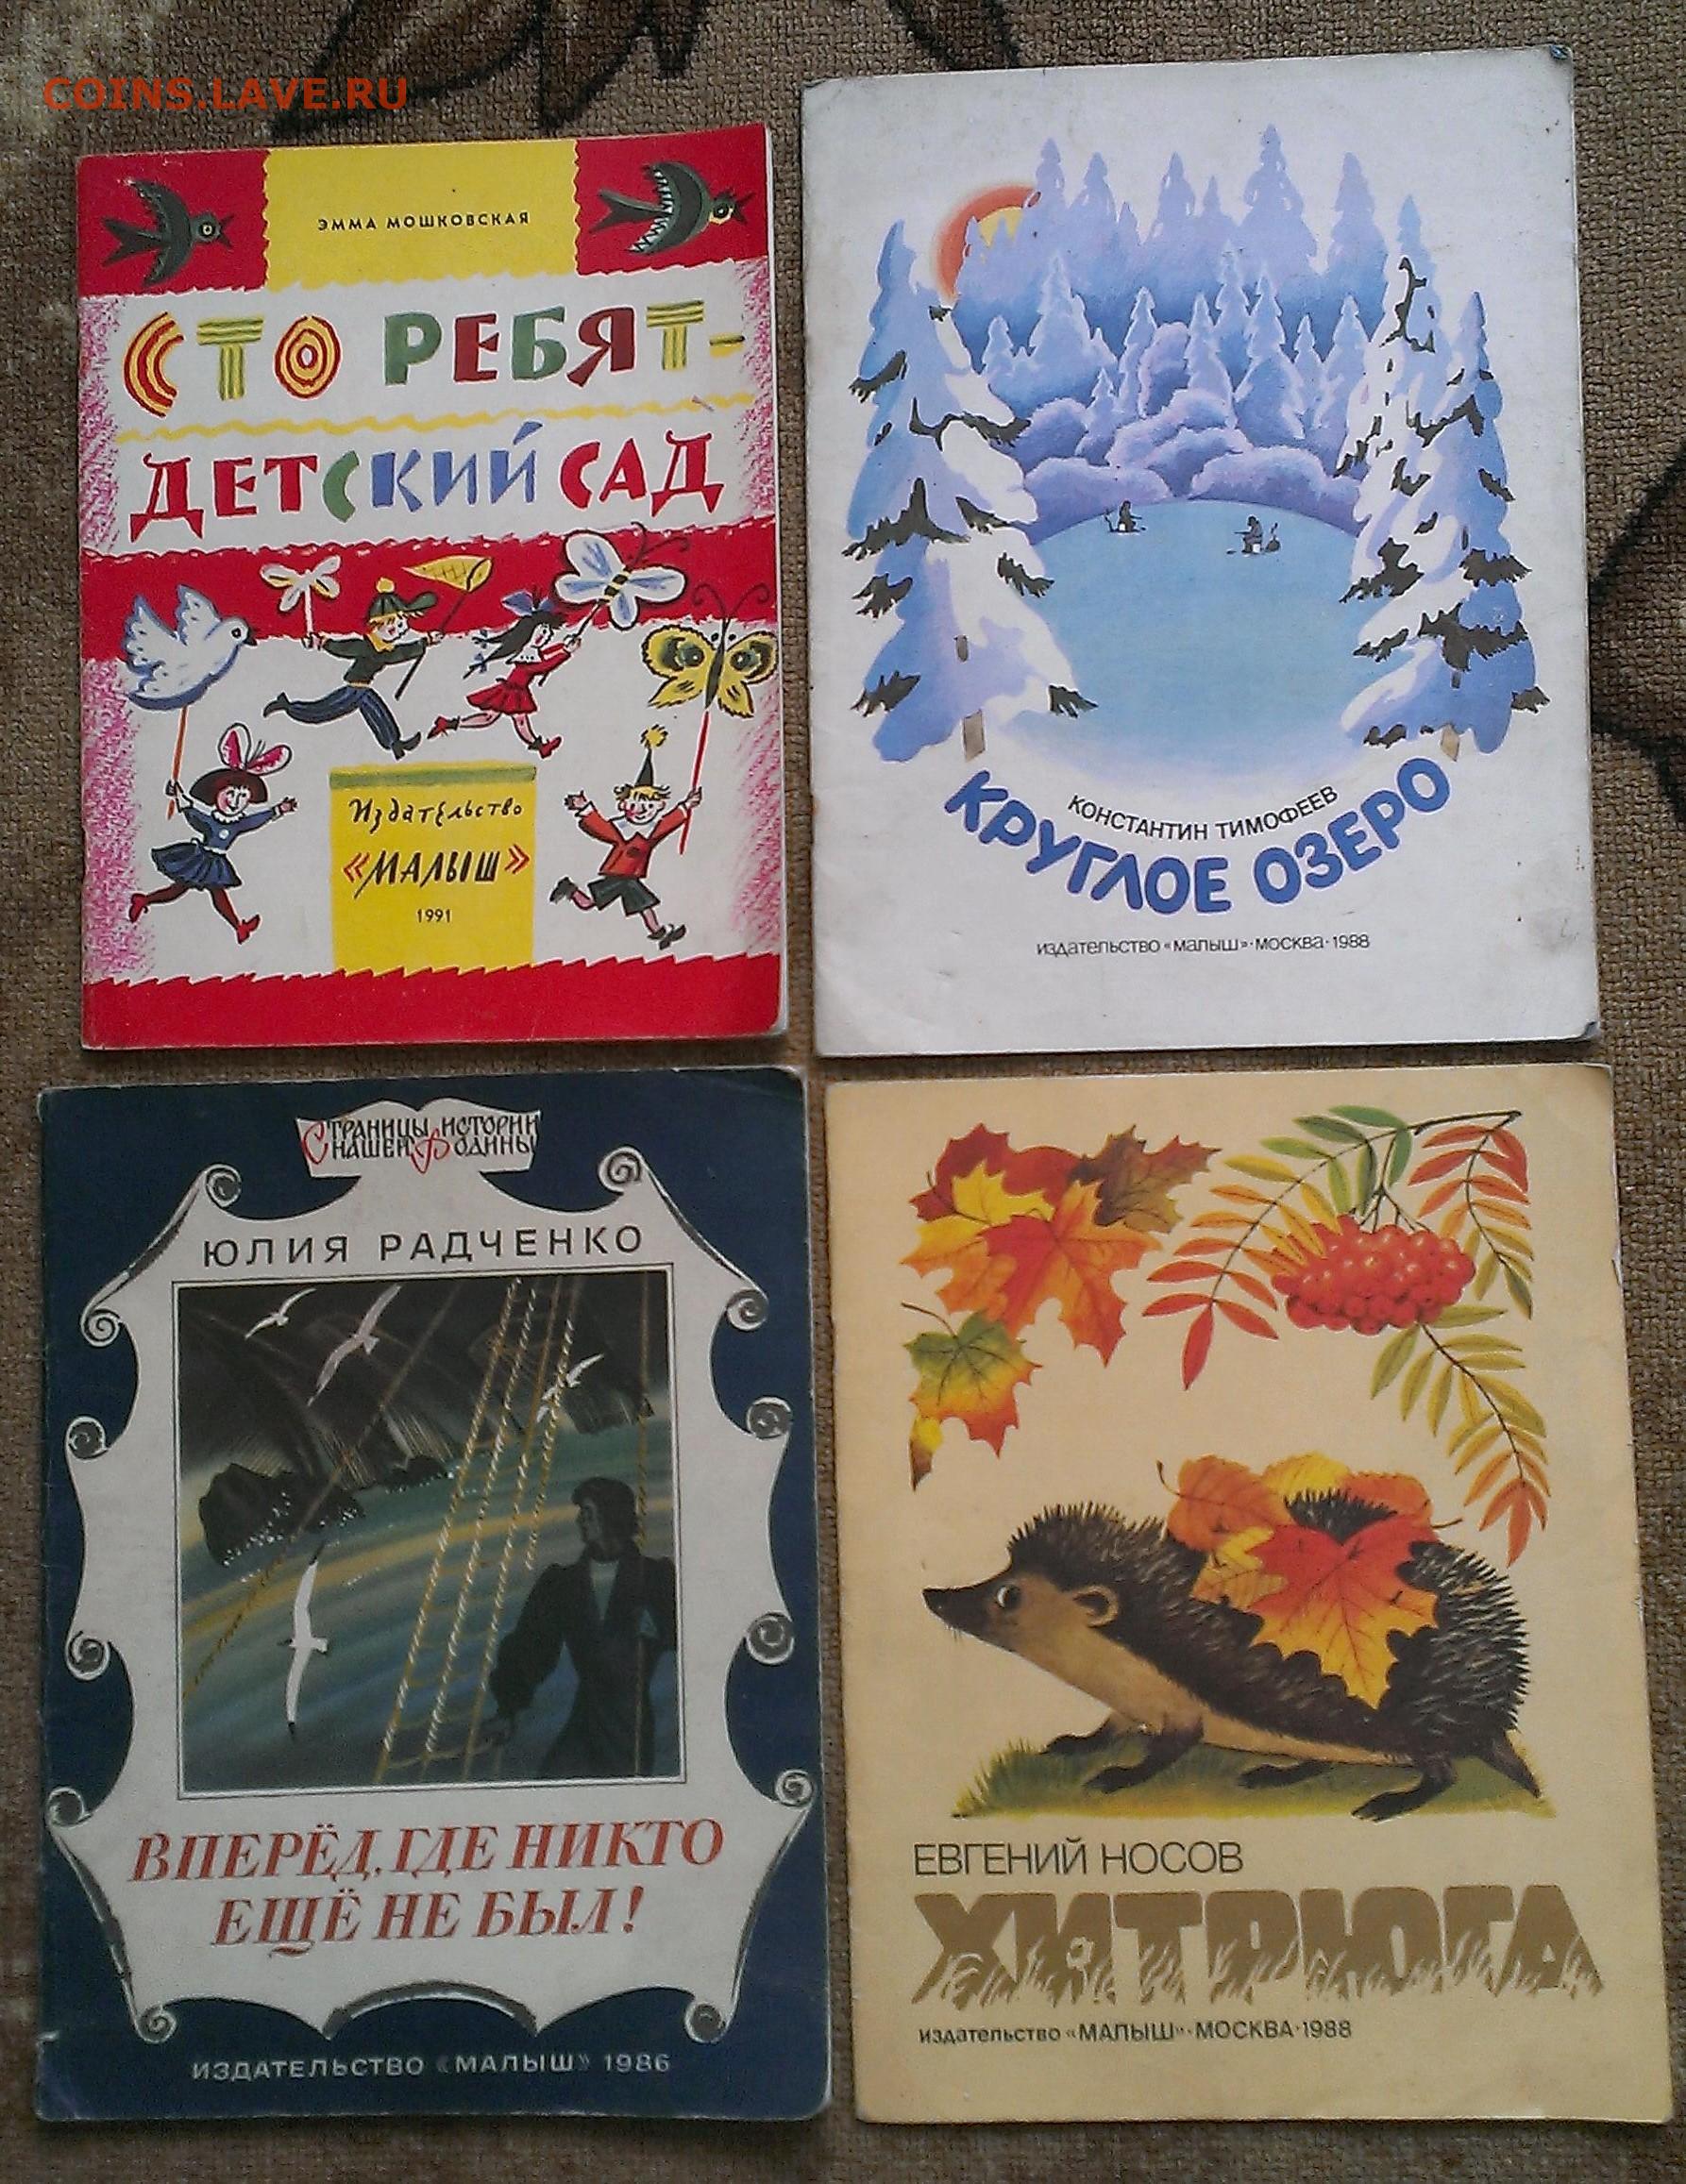 COINS.LAVE.RU
ЭММА МОШКОВСКАЯ
СТО РЕБЯТ-
ДЕТСКИЙ САД
Издательство
«МАЛЫШ»
1991
КОНСТАНТИН ТИМОФЕЕВ
КРУГЛОЕ ОЗЕРО
издательство «малыш»·москва·1988
СТРАНИЦЫ ИСТОРИИ
НАШЕЙ РОДИНЫ
ЮЛИЯ РАДЧЕНКО
ВПЕРЁД, ГДЕ НИКТО
ЕЩЁ НЕ БЫЛ!
ИЗДАТЕЛЬСТВО «МАЛЫШ» 1986
ЕВГЕНИЙ НОСОВ
ХИТРЮГА
издательство «МАЛЫШ»·МОСКВА·1988